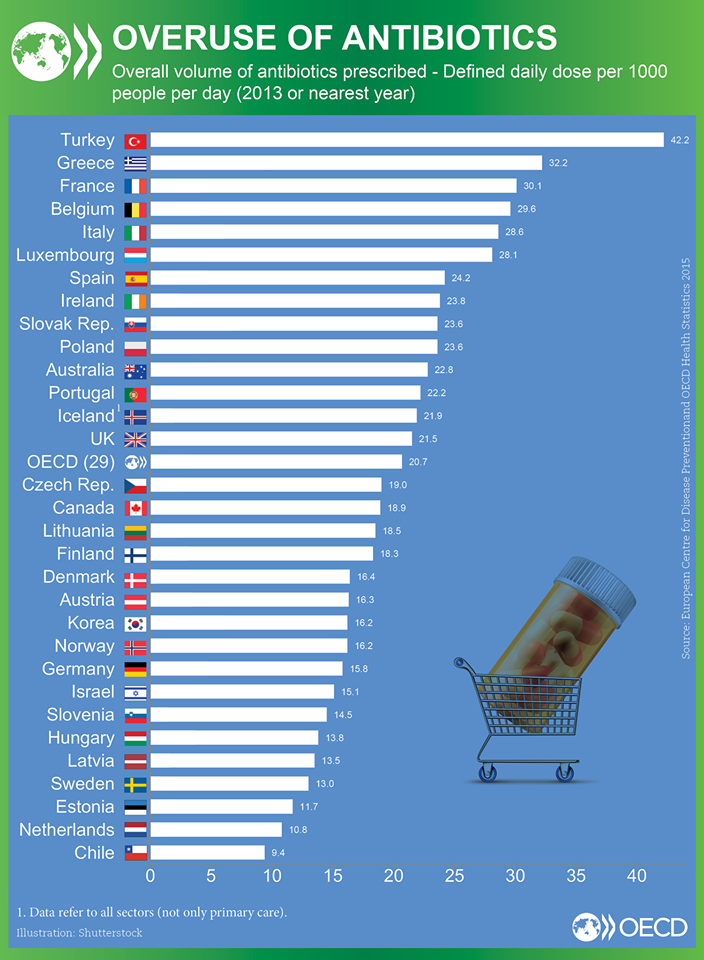 OVERUSE OF ANTIBIOTICS
Overall volume of antibiotics prescribed - Defined daily dose per 1000
people per day (2013 or nearest year)
Turkey 42.2
Greece 32.2
France 30.1
Belgium 29.6
Italy 28.6
Luxembourg 28.1
Spain 24.2
Ireland 23.8
Slovak Rep. 23.6
Poland 23.6
Australia 22.8
Portugal 22.2
Iceland 1 21.9
UK 21.5
OECD (29) 20.7
Czech Rep. 19.0
Canada 18.9
Lithuania 18.5
Finland 18.3
Denmark 16.4
Austria 16.3
Korea 16.2
Norway 16.2
Germany 15.8
Israel 15.1
Slovenia 14.5
Hungary 13.8
Latvia 13.5
Sweden 13.0
Estonia 11.7
Netherlands 10.8
Chile 9.4
0 5 10 15 20 25 30 35 40
Source: European Centre for Disease Preventionand OECD Health Statistics 2015
1. Data refer to all sectors (not only primary care).
Illustration: Shutterstock
OECD